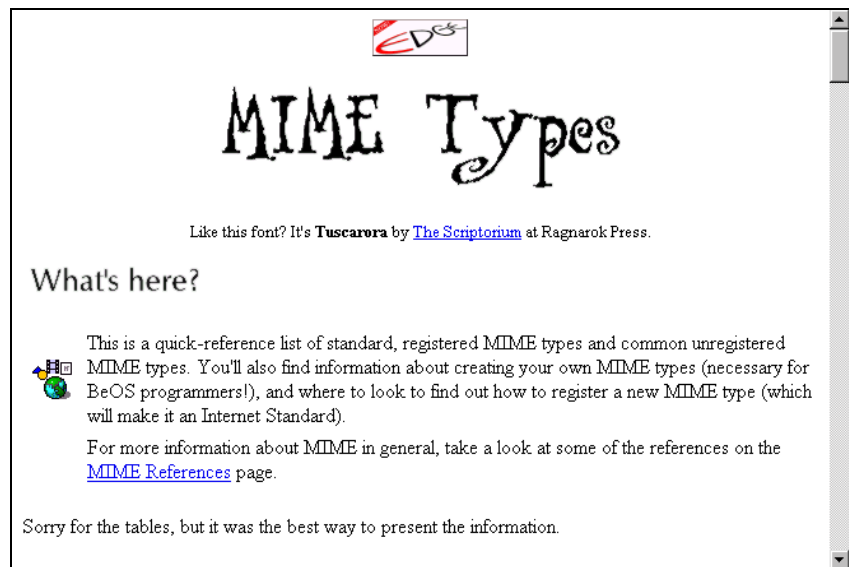 EDGE
MIME Types
Like this font? It's Tuscarora by The Scriptorium at Ragnarok Press.
What's here?
This is a quick-reference list of standard, registered MIME types and common unregistered
MIME types. You'll also find information about creating your own MIME types (necessary for
BeOS programmers!), and where to look to find out how to register a new MIME type (which
will make it an Internet Standard).
For more information about MIME in general, take a look at some of the references on the
MIME References page.
Sorry for the tables, but it was the best way to present the information.